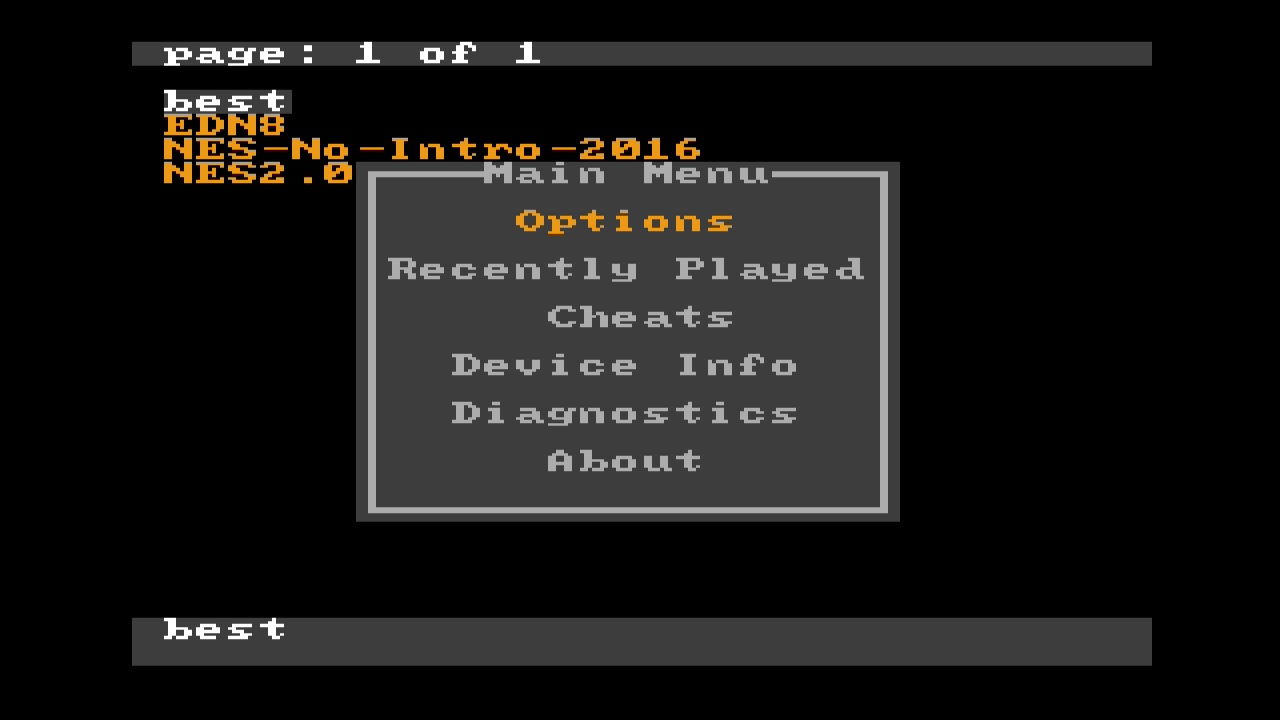 page: 1 of 1
best
EDN8
NES-No-Intro-2016
NES2.0
Main Menu
Options
Recently Played
Cheats
Device Info
Diagnostics
About
best